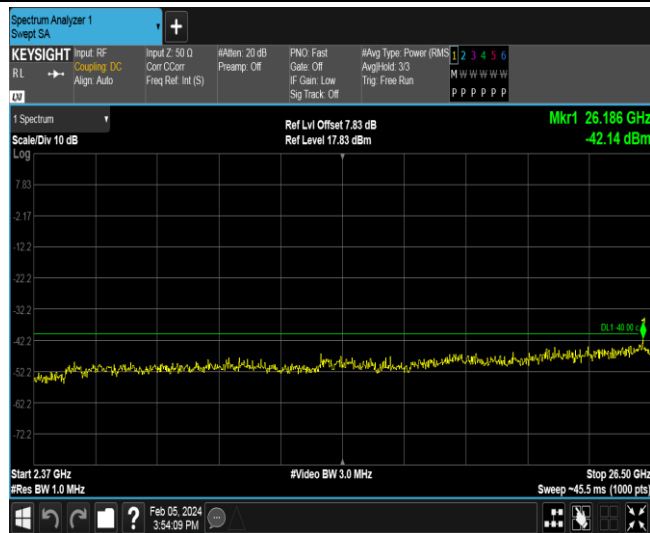 Spectrum Analyzer 1
Swept SA
+
KEYSIGHT
RL
Input: RF
Coupling: DC
Align: Auto
Input Z: 50 Ω
Corr CCorr
Freq Ref: Int (S)
#Atten: 20 dB
Preamp: Off
PNO: Fast
Gate: Off
IF Gain: Low
Sig Track: Off
#Avg Type: Power (RMS
Avg|Hold: 3/3
Trig: Free Run
1 2 3 4 5 6
M W W W W W
P P P P P P
1 Spectrum
Scale/Div 10 dB
Log
Ref Lvl Offset 7.83 dB
Ref Level 17.83 dBm
Mkr1 26.186 GHz
-42.14 dBm
7.83
-2.17
-12.2
-22.2
-32.2
DL1 -40.00
1
-42.2
-52.2
-62.2
-72.2
Start 2.37 GHz
#Res BW 1.0 MHz
#Video BW 3.0 MHz
Stop 26.50 GHz
Sweep ~45.5 ms (1000 pts)
?
Feb 05, 2024
3:54:09 PM